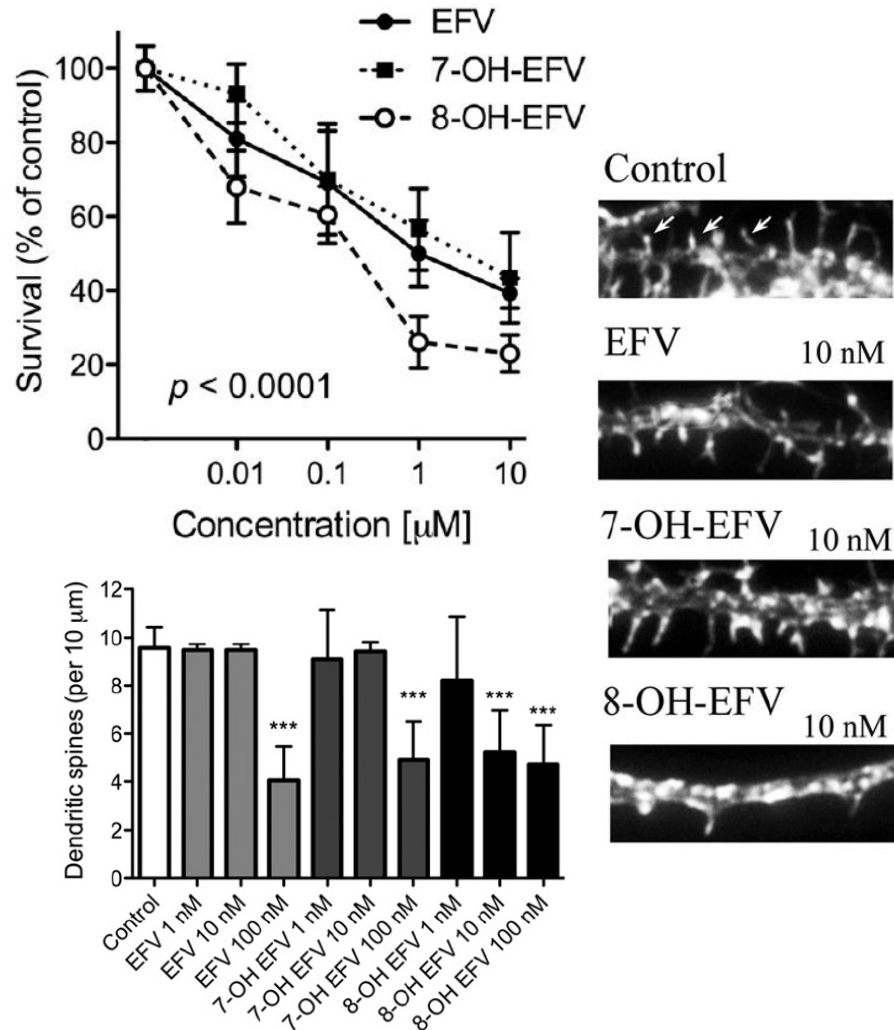 EFV
7-OH-EFV
8-OH-EFV
Survival (% of control)
100
80
60
40
20
0
p < 0.0001
0.01
0.1
1
10
Concentration [μM]
Control
EFV
10 nM
7-OH-EFV
10 nM
8-OH-EFV
10 nM
Dendritic spines (per 10 μm)
12
10
8
6
4
2
0
***
***
***
***
Control
EFV 1 nM
EFV 10 nM
EFV 100 nM
7-OH EFV 1 nM
7-OH EFV 10 nM
7-OH EFV 100 nM
8-OH EFV 1 nM
8-OH EFV 10 nM
8-OH EFV 100 nM